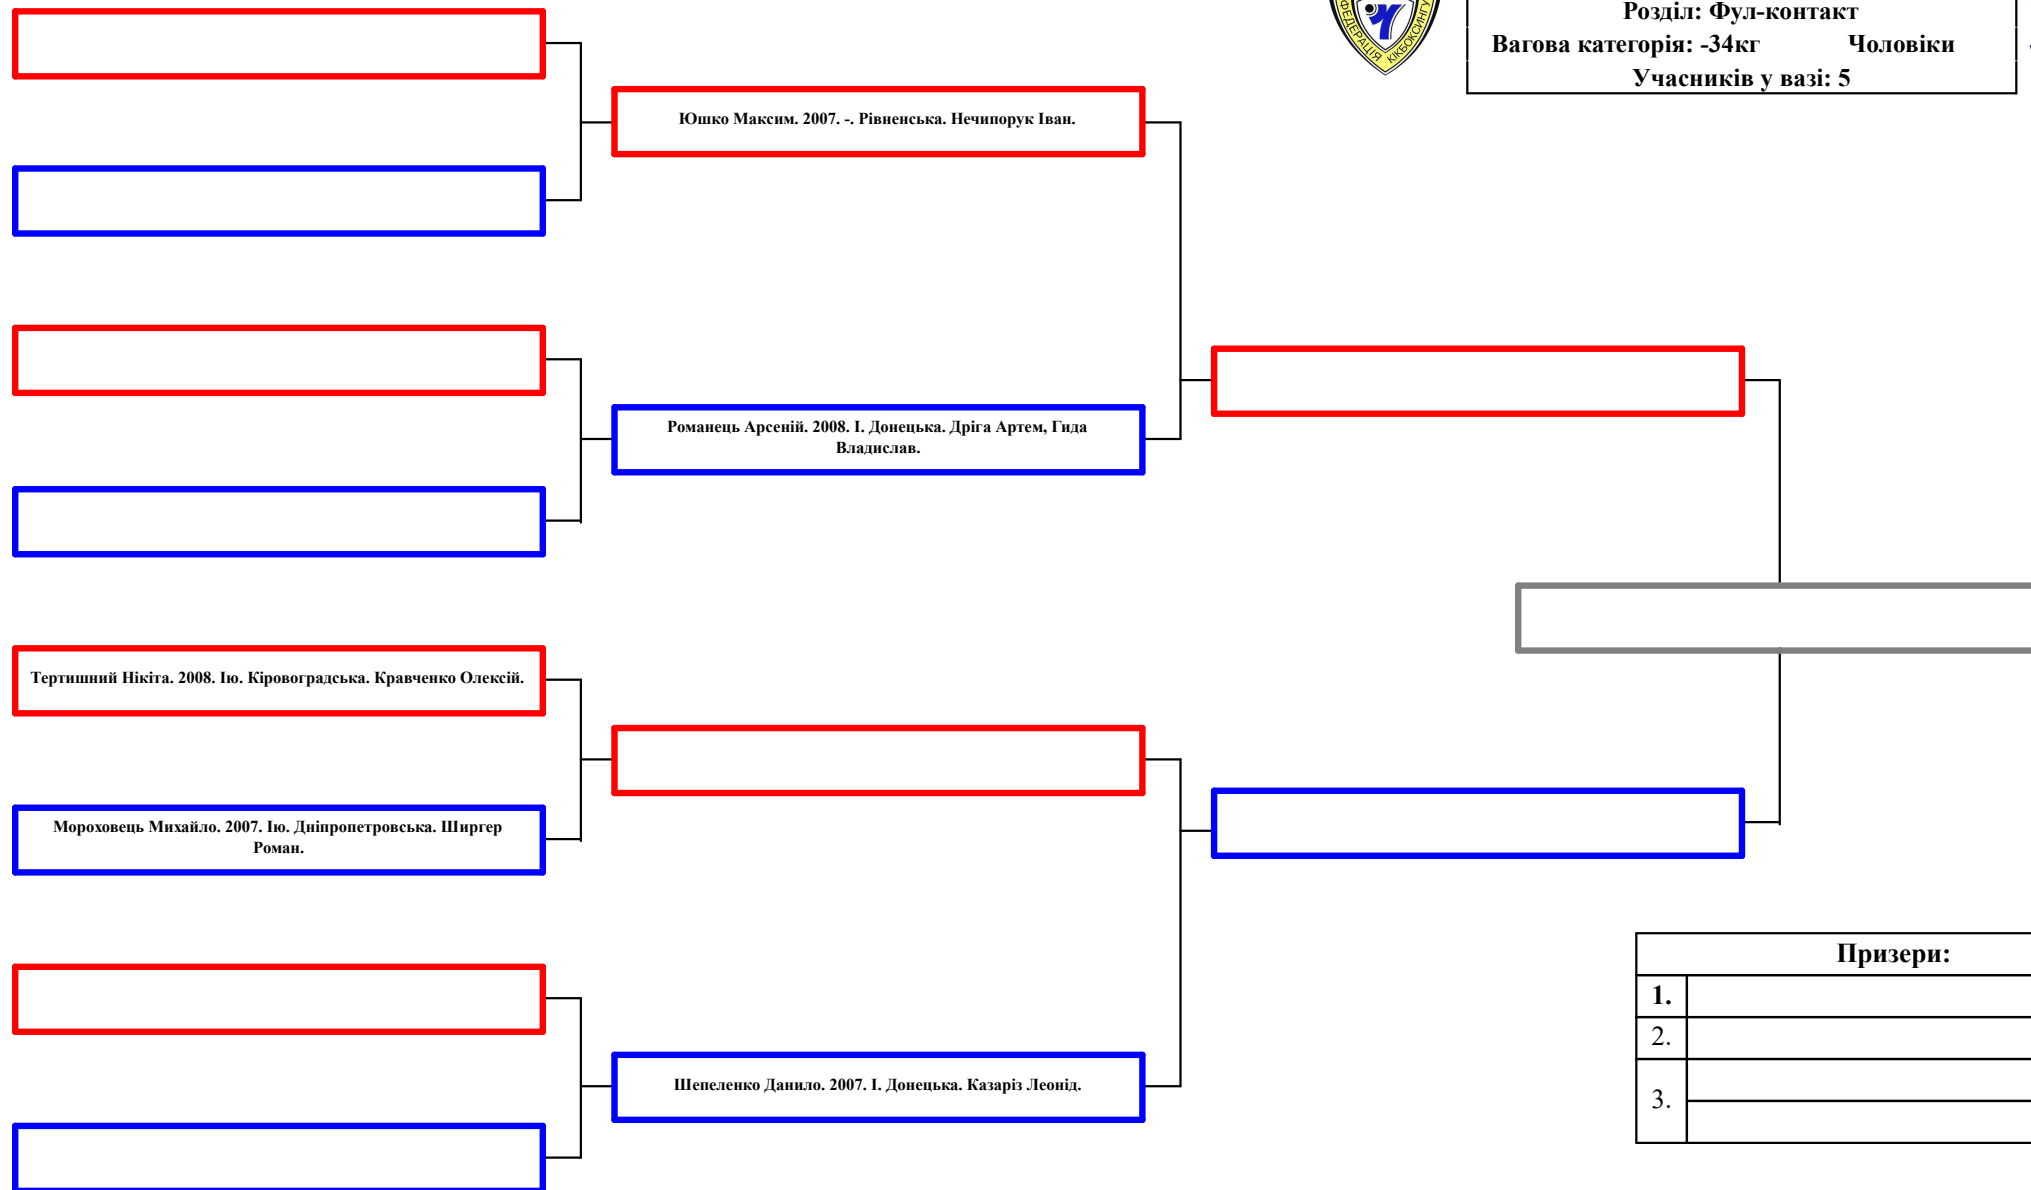 ФЕДЕРАЦІЯ КІКБОКСИНГУ
Розділ: Фул-контакт
Вагова категорія: -34кг Чоловіки
Учасників у вазі: 5
Юшко Максим. 2007. -. Рівненська. Нечипорук Іван.
Романець Арсеній. 2008. І. Донецька. Дріга Артем, Гида
Владислав.
Тертишний Нікіта. 2008. Ію. Кіровоградська. Кравченко Олексій.
Мороховець Михайло. 2007. Ію. Дніпропетровська. Ширгер
Роман.
Шепеленко Данило. 2007. І. Донецька. Казаріз Леонід.
Призери:
1.
2.
3.